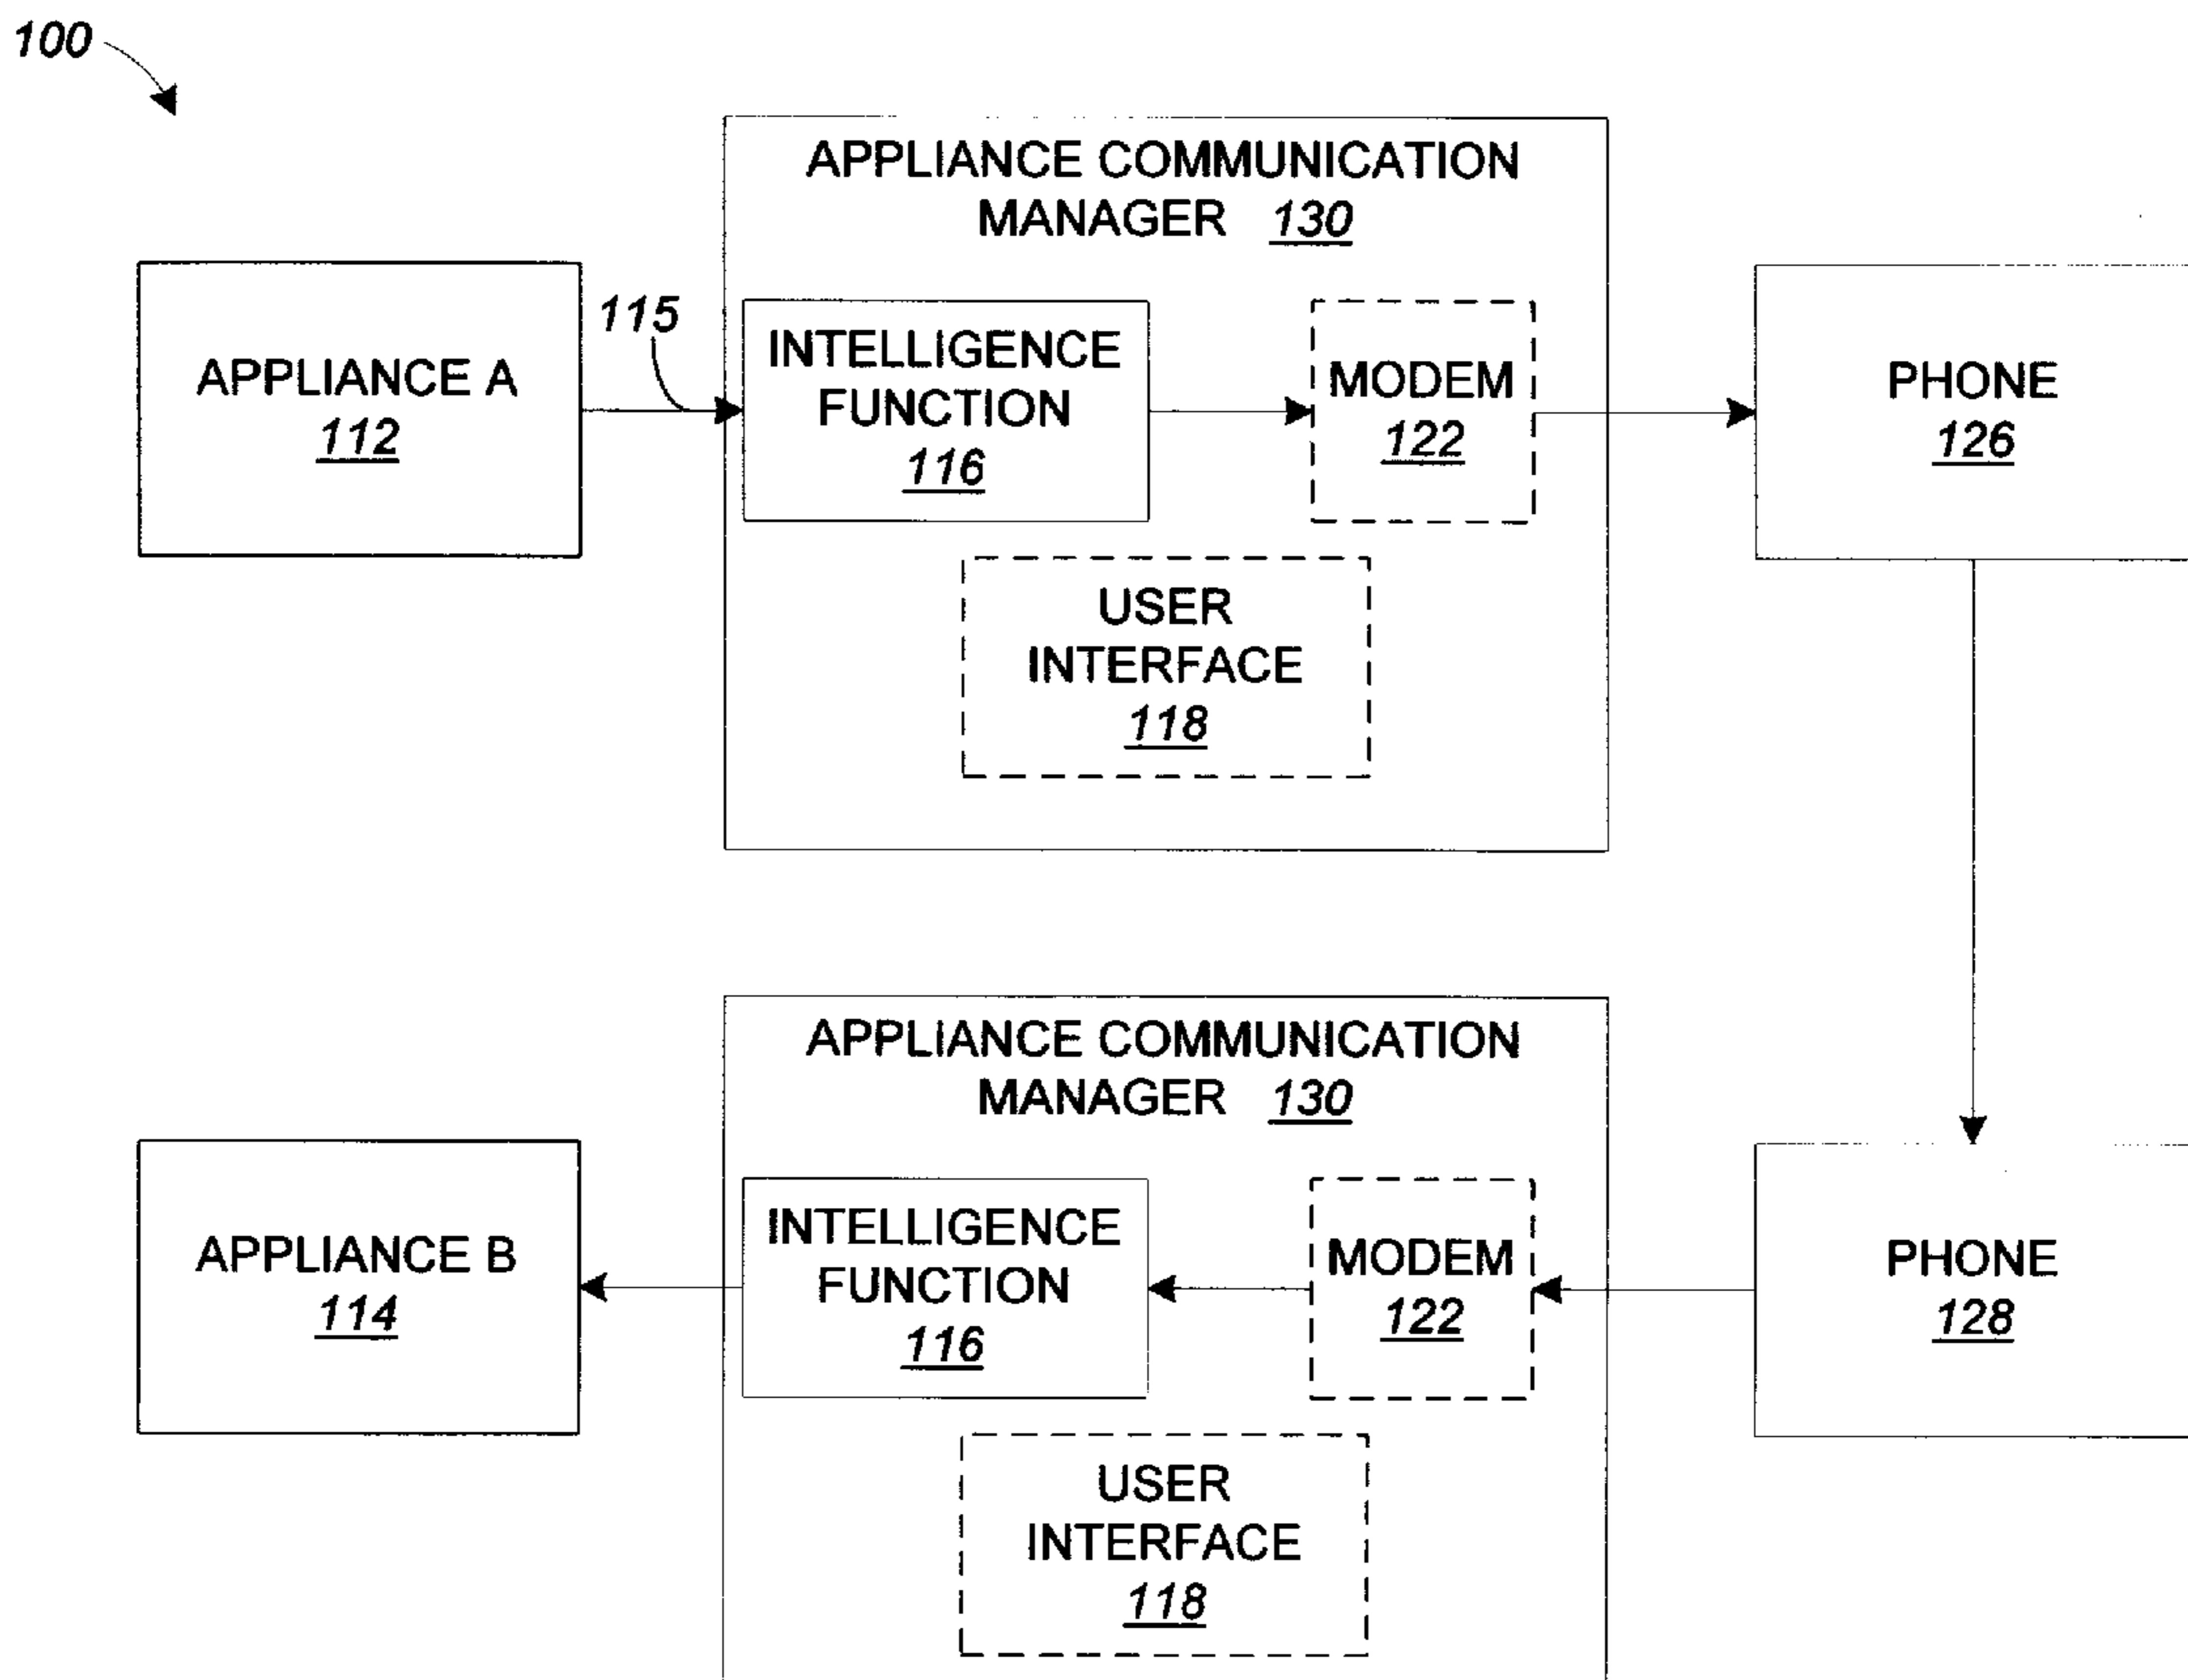 100
APPLIANCE COMMUNICATION
MANAGER 130
APPLIANCE A
112
115
INTELLIGENCE
FUNCTION
116
MODEM
122
PHONE
126
USER
INTERFACE
118
APPLIANCE COMMUNICATION
MANAGER 130
APPLIANCE B
114
INTELLIGENCE
FUNCTION
116
MODEM
122
PHONE
128
USER
INTERFACE
118